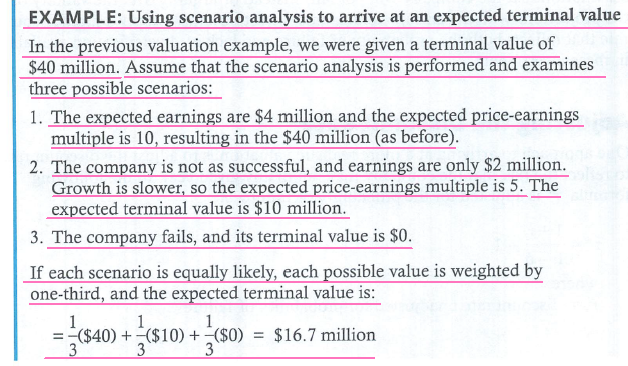 EXAMPLE: Using scenario analysis to arrive at an expected terminal value
In the previous valuation example, we were given a terminal value of
$40 million. Assume that the scenario analysis is performed and examines
three possible scenarios:
1. The expected earnings are $4 million and the expected price-earnings
multiple is 10, resulting in the $40 million (as before).
2. The company is not as successful, and earnings are only $2 million.
Growth is slower, so the expected price-earnings multiple is 5. The
expected terminal value is $10 million.
3. The company fails, and its terminal value is $0.
If each scenario is equally likely, each possible value is weighted by
one-third, and the expected terminal value is:
= 1/3($40) + 1/3($10) + 1/3($0) = $16.7 million